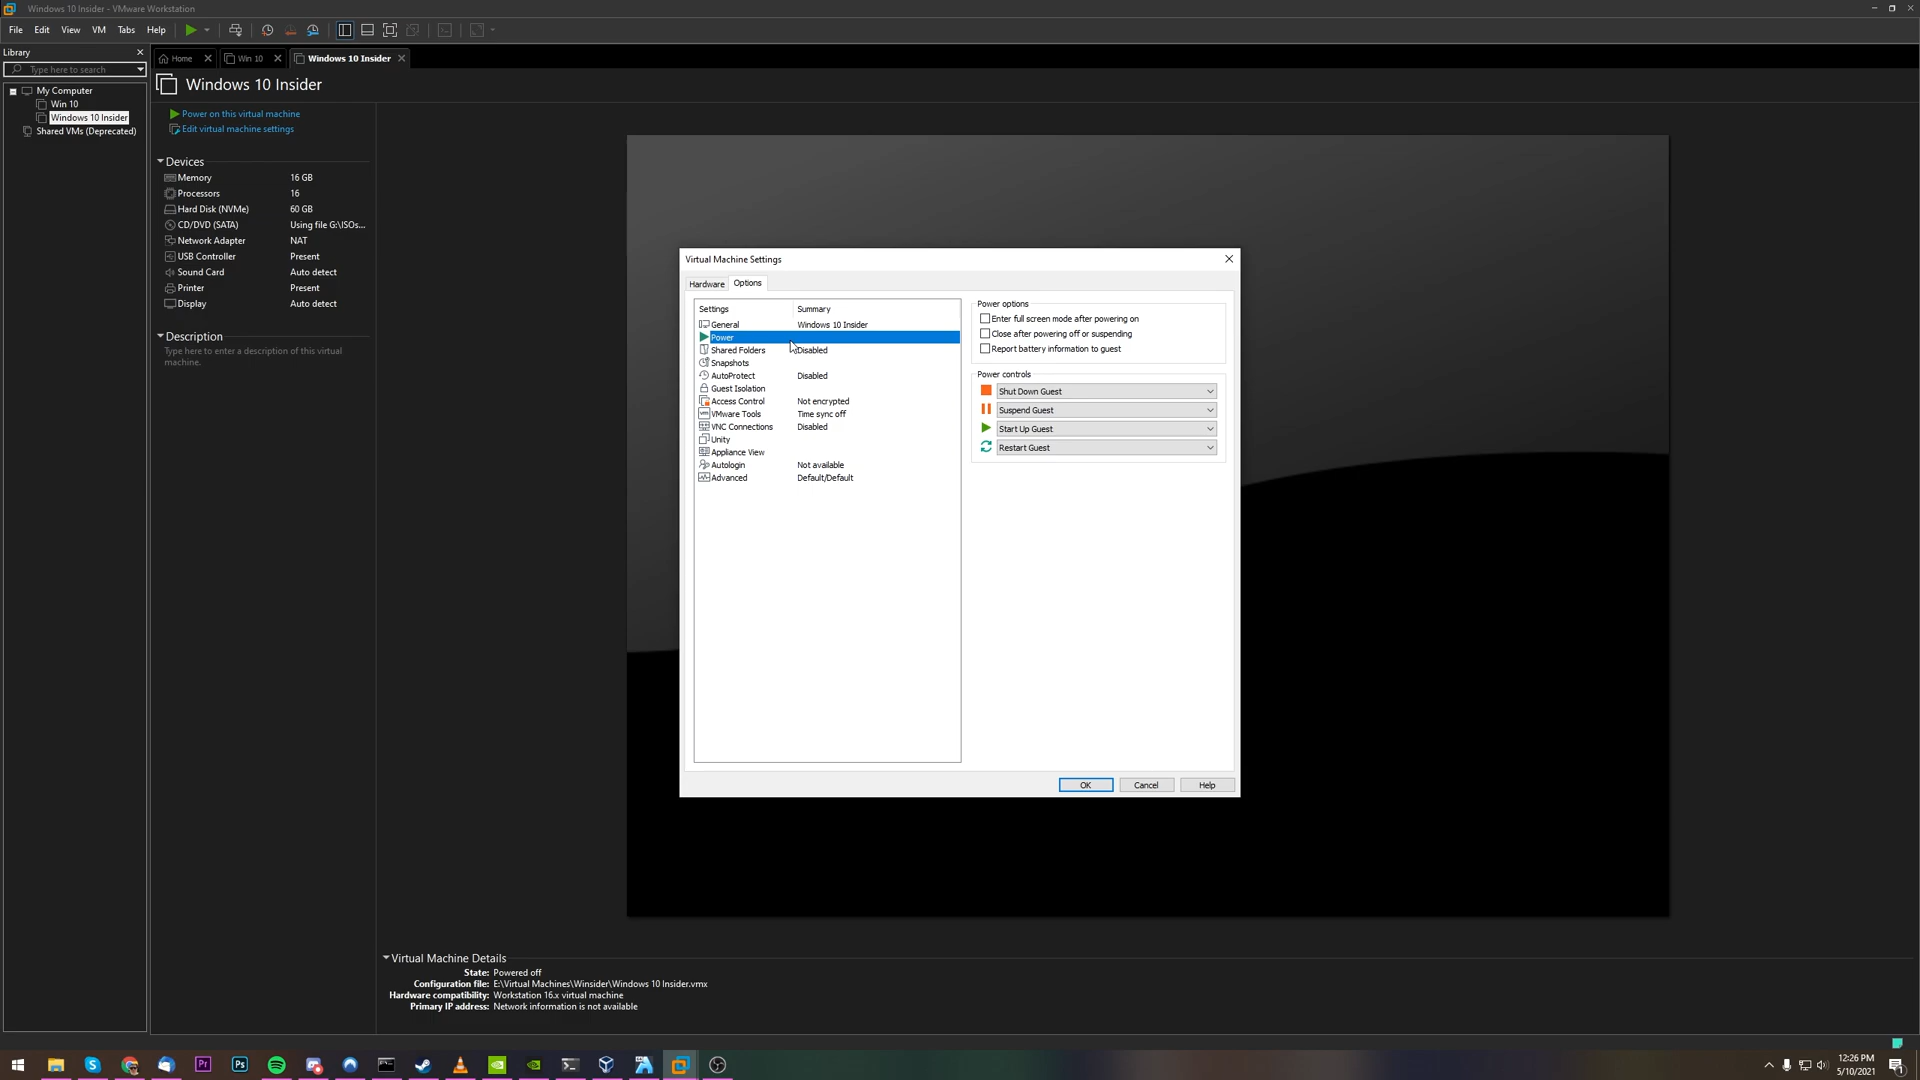 Windows 10 Insider - VMware Workstation
File Edit View VM Tabs Help
Library
Type here to search
My Computer
Win 10
Windows 10 Insider
Shared VMs (Deprecated)
Home
Win 10
Windows 10 Insider
Windows 10 Insider
Power on this virtual machine
Edit virtual machine settings
Devices
Memory 16 GB
Processors 16
Hard Disk (NVMe) 60 GB
CD/DVD (SATA) Using file G:\ISOs...
Network Adapter NAT
USB Controller Present
Sound Card Auto detect
Printer Present
Display Auto detect
Description
Type here to enter a description of this virtual
machine.
Virtual Machine Settings
Hardware Options
Settings Summary
General Windows 10 Insider
Power
Shared Folders Disabled
Snapshots
AutoProtect Disabled
Guest Isolation
Access Control Not encrypted
VMware Tools Time sync off
VNC Connections Disabled
Unity
Appliance View
Autologin Not available
Advanced Default/Default
Power options
Enter full screen mode after powering on
Close after powering off or suspending
Report battery information to guest
Power controls
Shut Down Guest
Suspend Guest
Start Up Guest
Restart Guest
OK Cancel Help
Virtual Machine Details
State: Powered off
Configuration file: E:\Virtual Machines\Winsider\Windows 10 Insider.vmx
Hardware compatibility: Workstation 16.x virtual machine
Primary IP address: Network information is not available
Pr
Ps
12:26 PM
5/10/2021